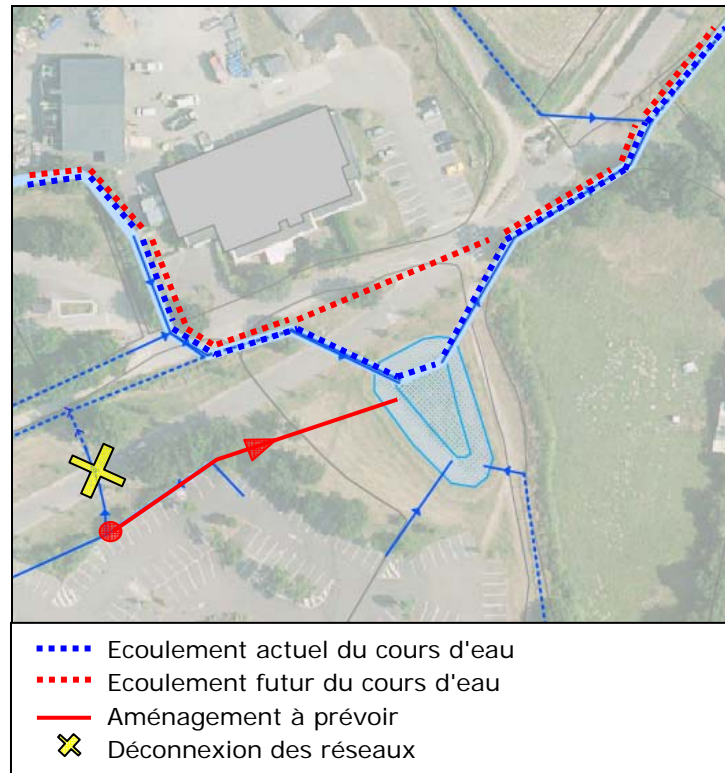 Ecoulement actuel du cours d'eau
Ecoulement futur du cours d'eau
Aménagement à prévoir
Déconnexion des réseaux